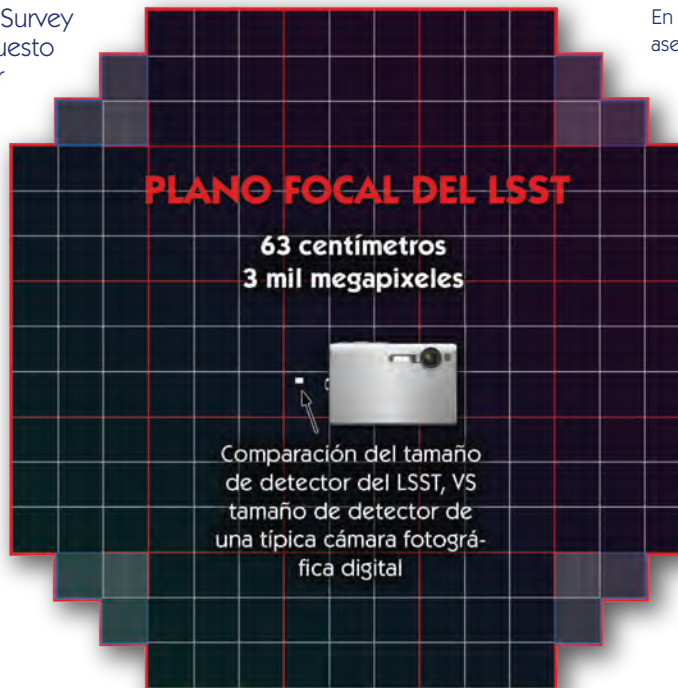 Survey
uesto
En
ase
PLANO FOCAL DEL LSST
63 centímetros
3 mil megapixeles
Comparación del tamaño
de detector del LSST, VS
tamaño de detector de
una típica cámara fotográ-
fica digital